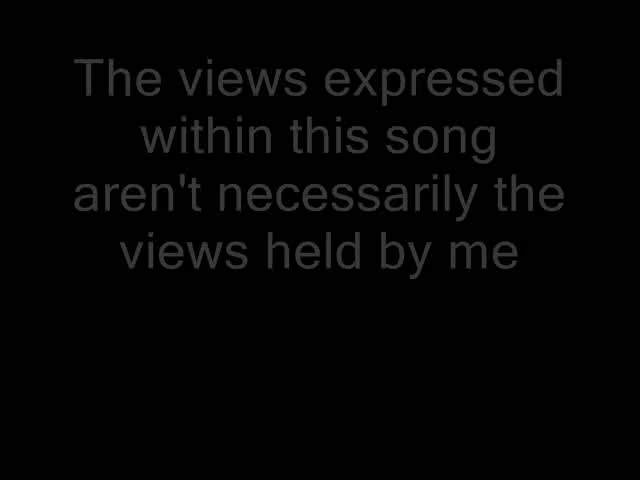 The views expressed
within this song
aren't necessarily the
views held by me